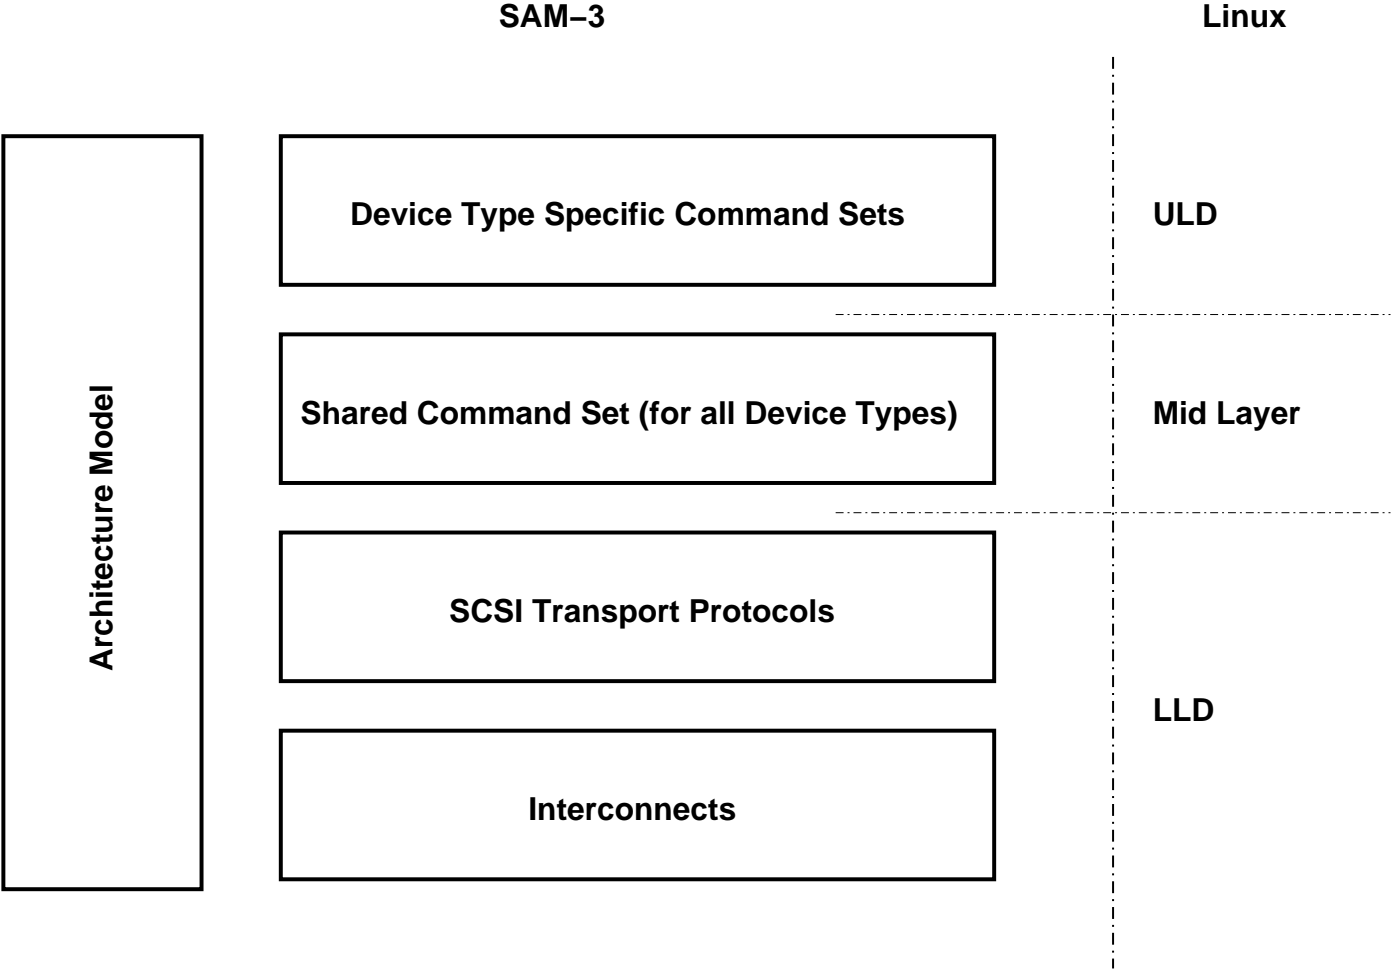 SAM–3
Linux
Architecture Model
Device Type Specific Command Sets
ULD
Shared Command Set (for all Device Types)
Mid Layer
SCSI Transport Protocols
LLD
Interconnects